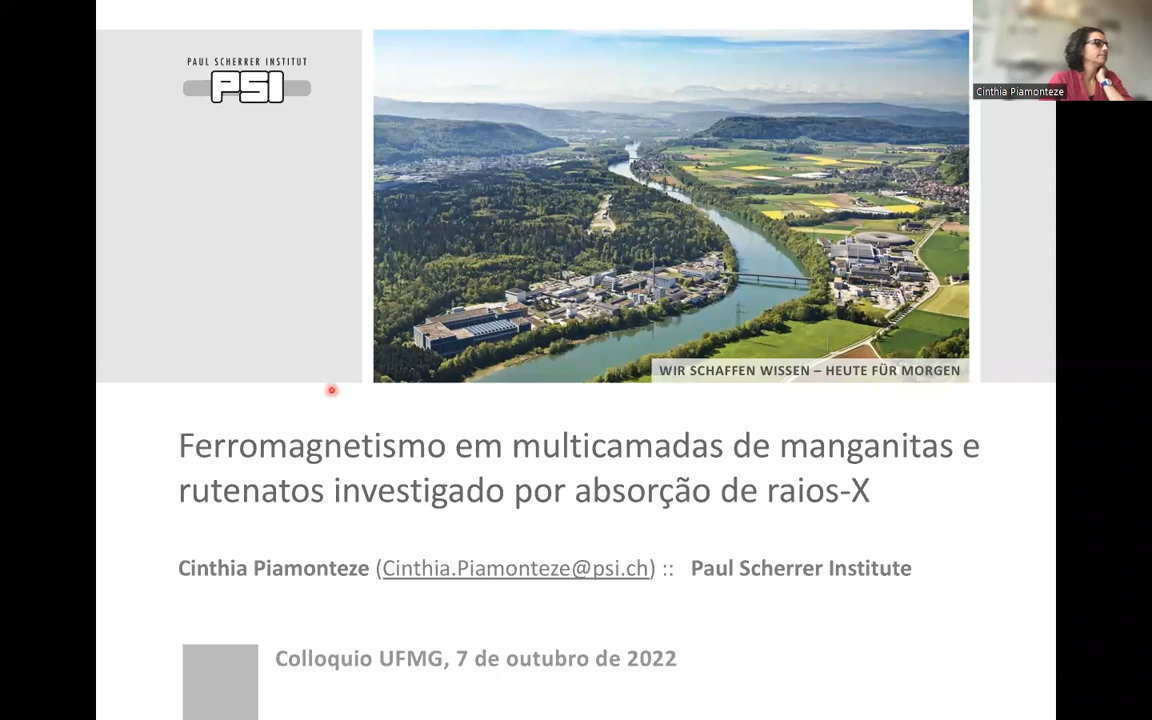 PAUL SCHERRER INSTITUT
PSI
Cinthia Piamonteze
WIR SCHAFFEN WISSEN – HEUTE FÜR MORGEN
Ferromagnetismo em multicamadas de manganitas e
rutenatos investigado por absorção de raios-X
Cinthia Piamonteze (Cinthia.Piamonteze@psi.ch) :: Paul Scherrer Institute
Colloquio UFMG, 7 de outubro de 2022